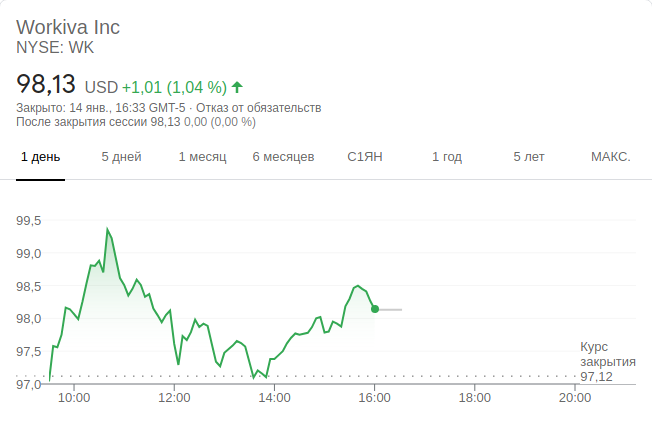 Workiva Inc
NYSE: WK
98,13 USD +1,01 (1,04 %)
Закрыто: 14 янв., 16:33 GMT-5 · Отказ от обязательств
После закрытия сессии 98,13 0,00 (0,00 %)
1 день 5 дней 1 месяц 6 месяцев С1ЯН 1 год 5 лет МАКС.
99,5
99,0
98,5
98,0
97,5
97,0
Курс
закрытия
97,12
10:00 12:00 14:00 16:00 18:00 20:00